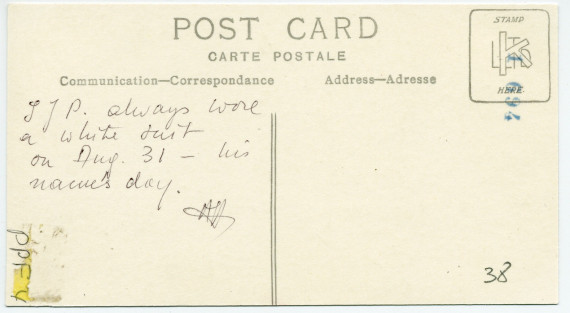 POST CARD
CARTE POSTALE
Communication—Correspondance
Address—Adresse
STAMP
HERE
I J P. always wore
a white suit
on Aug. 31 – his
name's day.
38